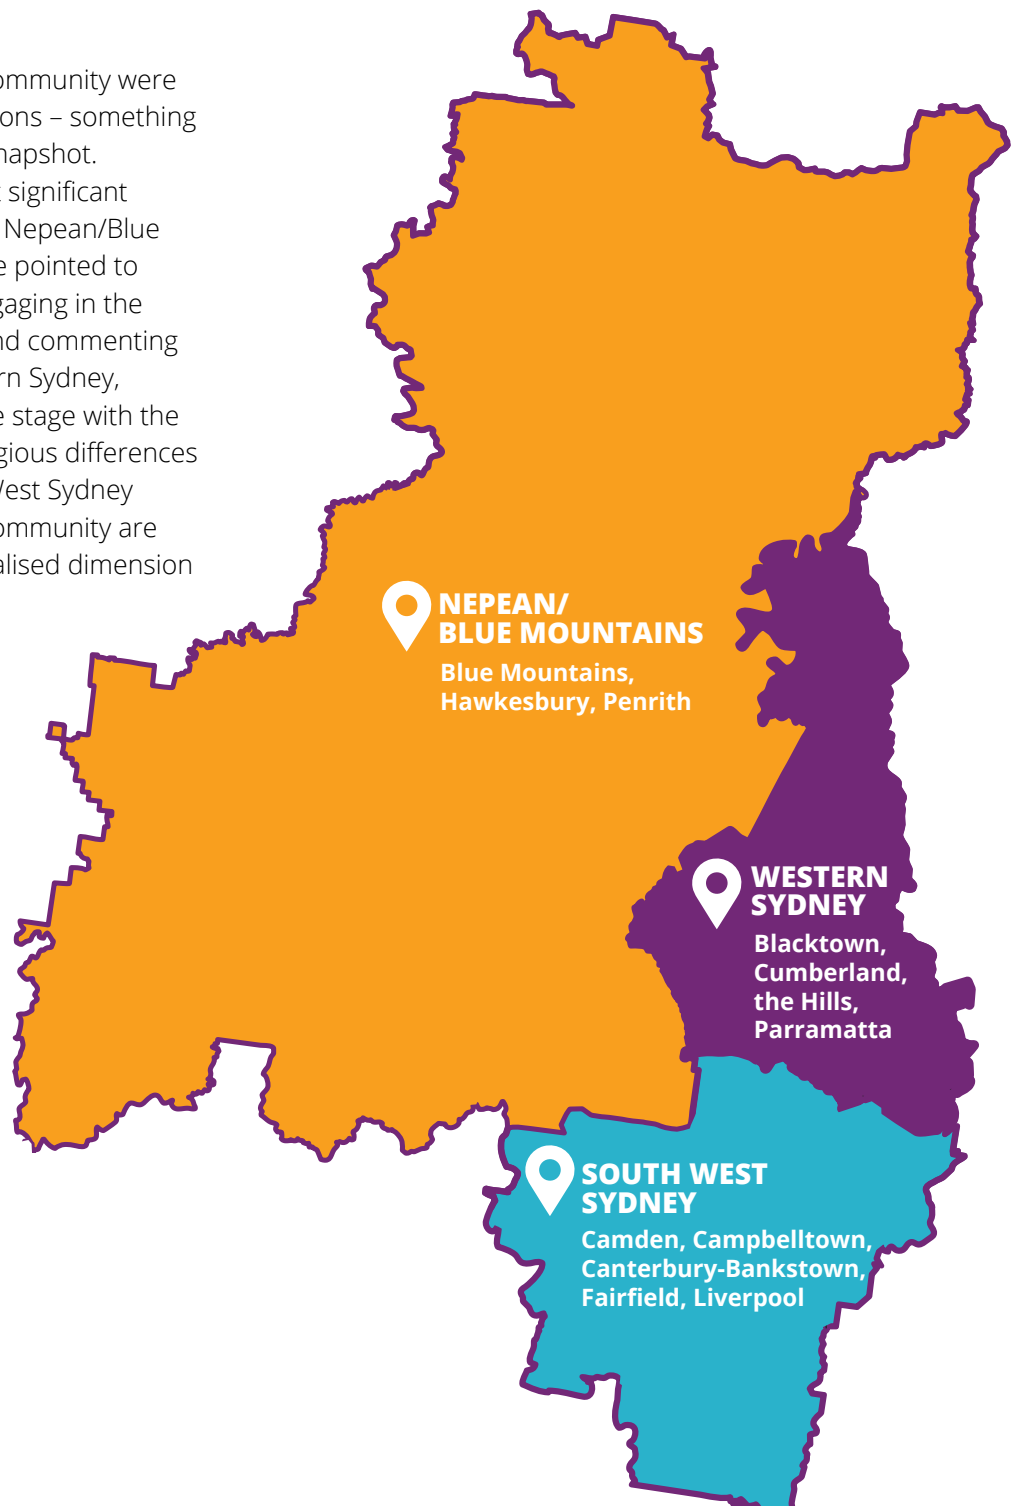 ommunity were
ons – something
napshot.
significant
Nepean/Blue
e pointed to
gaging in the
nd commenting
rn Sydney,
e stage with the
gious differences
West Sydney
ommunity are
alised dimension
NEPEAN/
BLUE MOUNTAINS
Blue Mountains,
Hawkesbury, Penrith
WESTERN
SYDNEY
Blacktown,
Cumberland,
the Hills,
Parramatta
SOUTH WEST
SYDNEY
Camden, Campbelltown,
Canterbury-Bankstown,
Fairfield, Liverpool